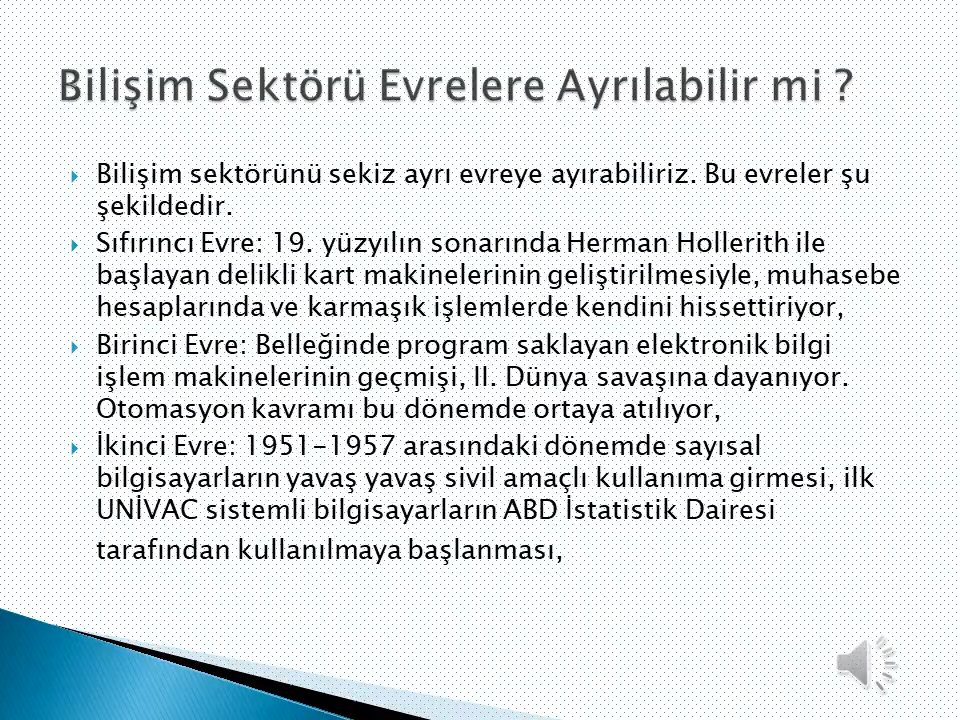 Bilişim Sektörü Evrelere Ayrılabilir mi ?
Bilişim sektörünü sekiz ayrı evreye ayırabiliriz. Bu evreler şu
şekildedir.
Sıfırıncı Evre: 19. yüzyılın sonarında Herman Hollerith ile
başlayan delikli kart makinelerinin geliştirilmesiyle, muhasebe
hesaplarında ve karmaşık işlemlerde kendini hissettiriyor,
Birinci Evre: Belleğinde program saklayan elektronik bilgi
işlem makinelerinin geçmişi, II. Dünya savaşına dayanıyor.
Otomasyon kavramı bu dönemde ortaya atılıyor,
İkinci Evre: 1951-1957 arasındaki dönemde sayısal
bilgisayarların yavaş yavaş sivil amaçlı kullanıma girmesi, ilk
UNİVAC sistemli bilgisayarların ABD İstatistik Dairesi
tarafından kullanılmaya başlanması,